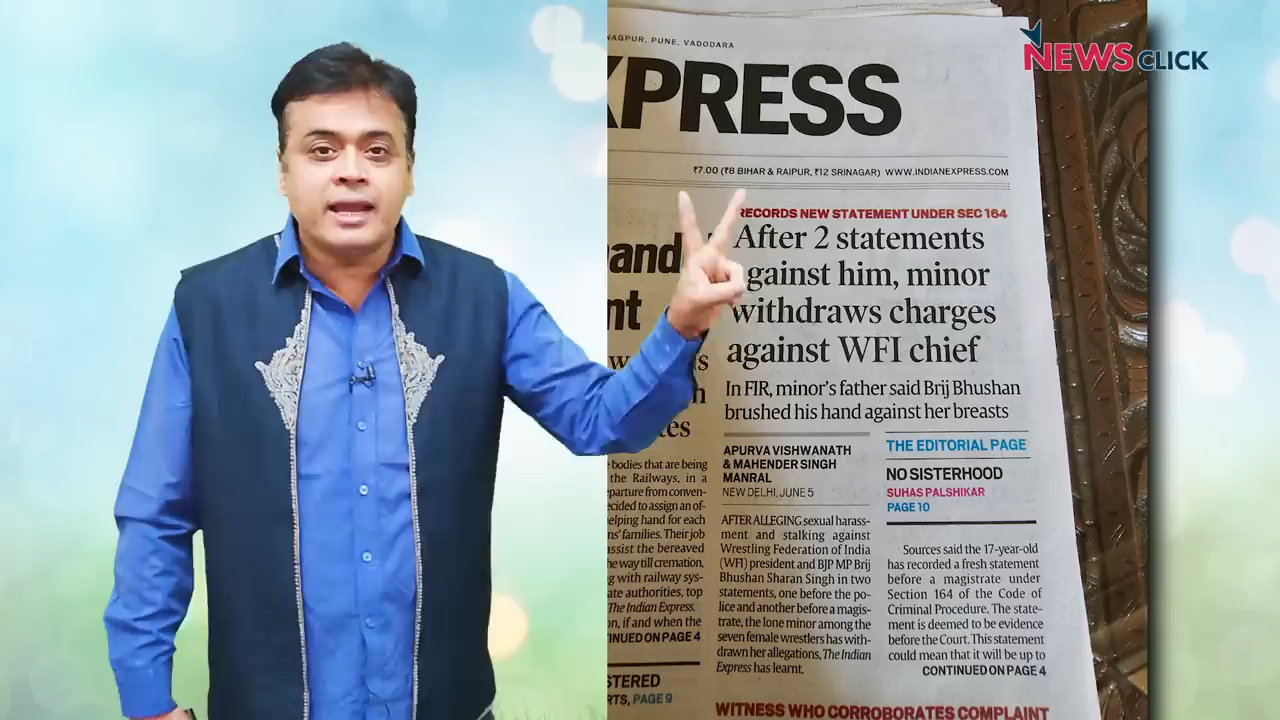 NEWSCLICK
NAGPUR, PUNE, VADODARA
XPRESS
₹7.00 (₹8 BIHAR & RAIPUR, ₹12 SRINAGAR) WWW.INDIANEXPRESS.COM
RECORDS NEW STATEMENT UNDER SEC 164
After 2 statements
against him, minor
withdraws charges
against WFI chief
In FIR, minor's father said Brij Bhushan
brushed his hand against her breasts
APURVA VISHWANATH
& MAHENDER SINGH
MANRAL
NEW DELHI, JUNE 5
AFTER ALLEGING sexual harass-
ment and stalking against
Wrestling Federation of India
(WFI) president and BJP MP Brij
Bhushan Sharan Singh in two
statements, one before the po-
lice and another before a magis-
trate, the lone minor among the
seven female wrestlers has with-
drawn her allegations, The Indian
Express has learnt.
THE EDITORIAL PAGE
NO SISTERHOOD
SUHAS PALSHIKAR
PAGE 10
Sources said the 17-year-old
has recorded a fresh statement
before a magistrate under
Section 164 of the Code of
Criminal Procedure. The state-
ment is deemed to be evidence
before the Court. This statement
could mean that it will be up to
CONTINUED ON PAGE 4
and
nt
bodies that are being
the Railways, in a
parture from conven-
ecided to assign an of-
elping hand for each
ns' families. Their job
assist the bereaved
he way till cremation,
g with railway sys-
ate authorities, top
The Indian Express.
on, if and when the
TINUED ON PAGE 4
STERED
RTS, PAGE 9
WITNESS WHO CORROBORATES COMPLAINT